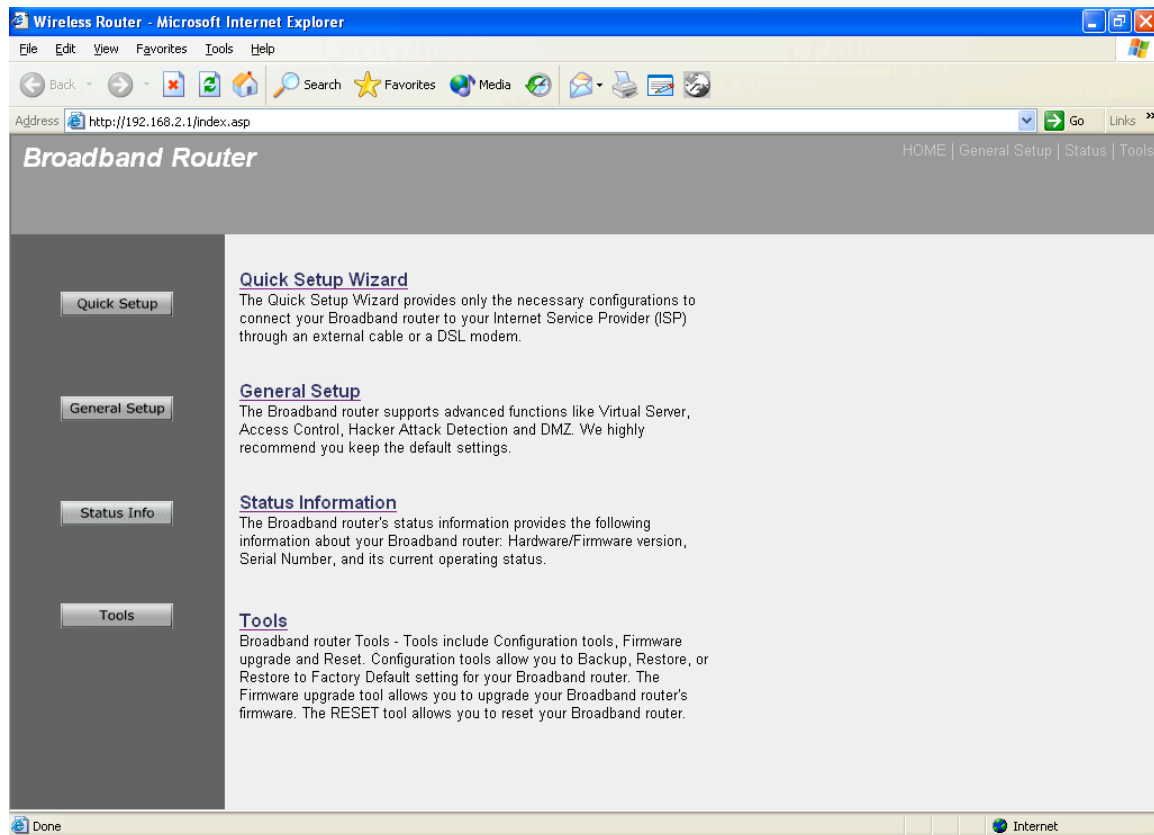 Wireless Router - Microsoft Internet Explorer
File Edit View Favorites Tools Help
Back Search Favorites Media
Address http://192.168.2.1/index.asp Go Links »
Broadband Router
HOME | General Setup | Status | Tools
Quick Setup
Quick Setup Wizard
The Quick Setup Wizard provides only the necessary configurations to
connect your Broadband router to your Internet Service Provider (ISP)
through an external cable or a DSL modem.
General Setup
General Setup
The Broadband router supports advanced functions like Virtual Server,
Access Control, Hacker Attack Detection and DMZ. We highly
recommend you keep the default settings.
Status Info
Status Information
The Broadband router's status information provides the following
information about your Broadband router: Hardware/Firmware version,
Serial Number, and its current operating status.
Tools
Tools
Broadband router Tools - Tools include Configuration tools, Firmware
upgrade and Reset. Configuration tools allow you to Backup, Restore, or
Restore to Factory Default setting for your Broadband router. The
Firmware upgrade tool allows you to upgrade your Broadband router's
firmware. The RESET tool allows you to reset your Broadband router.
Done
Internet